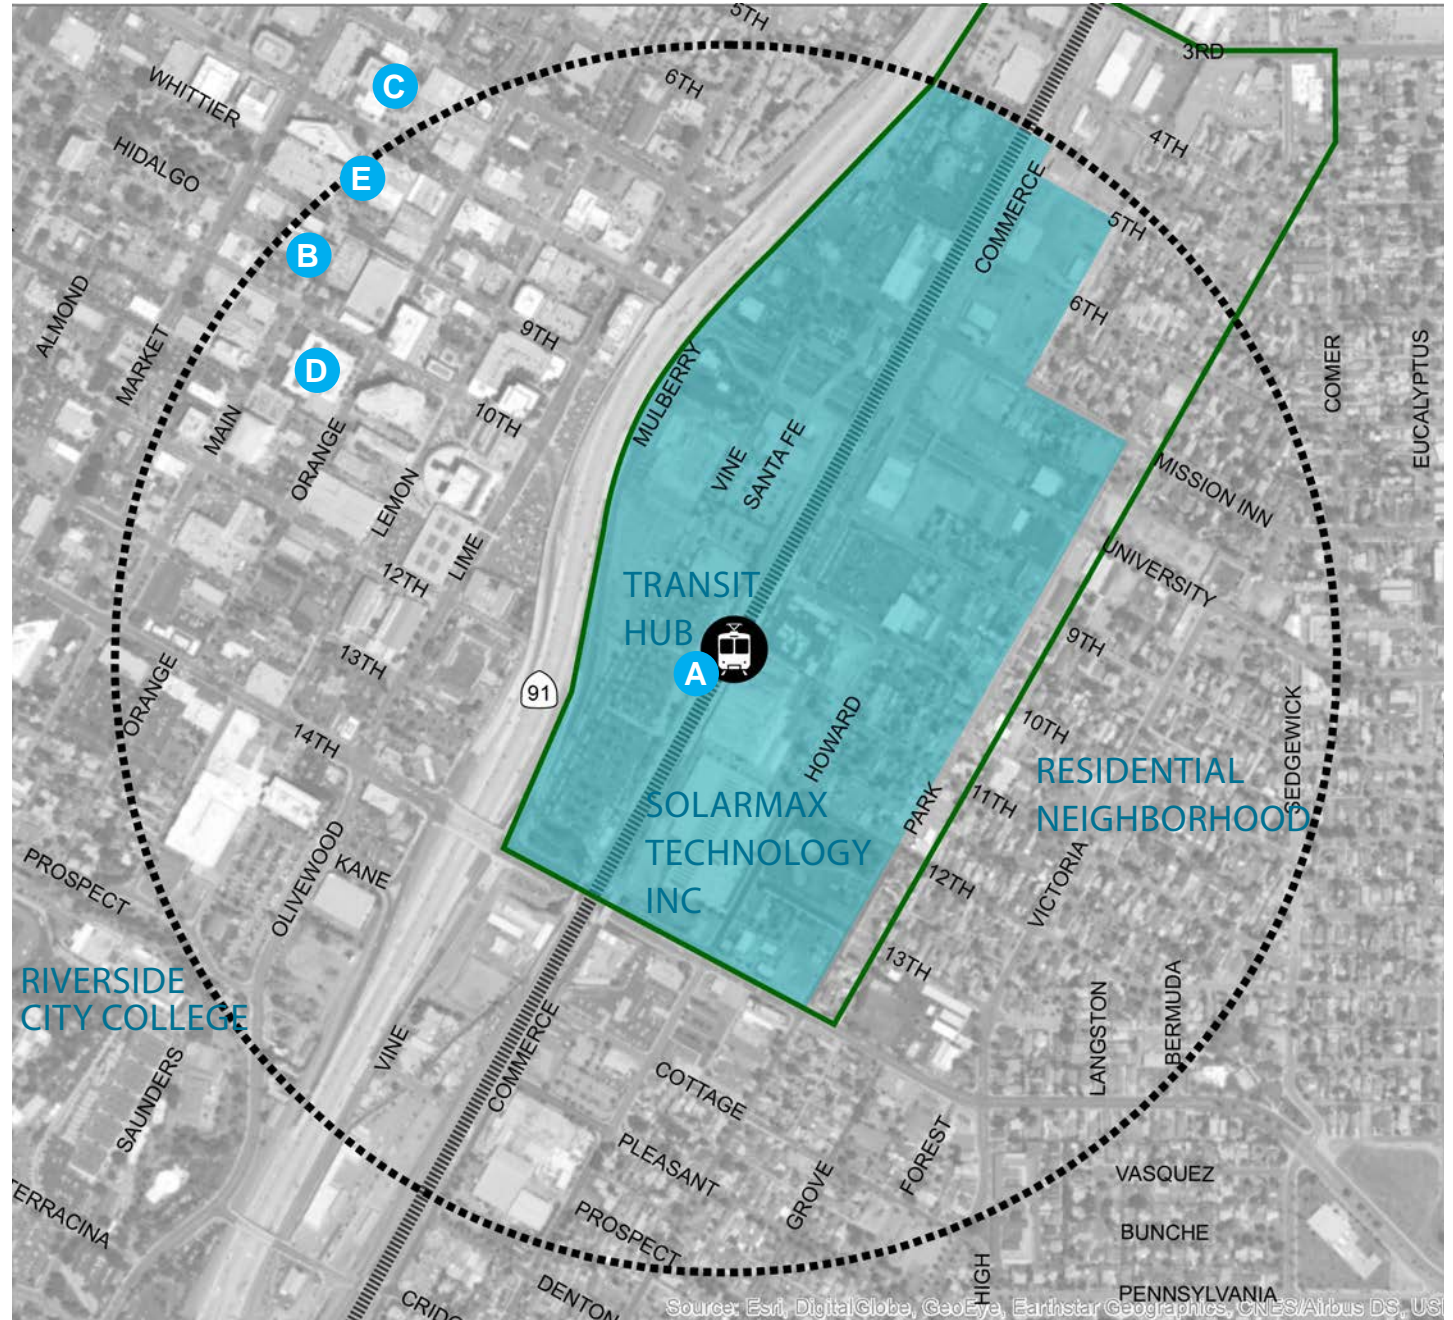 5TH
3RD
6TH
WHITTIER
C
4TH
HIDALGO
E
COMMERCE
5TH
B
6TH
ALMOND
9TH
MARKET
COMER
EUCALYPTUS
D
MULBERRY
10TH
MAIN
ORANGE
VINE
SANTA FE
LEMON
MISSION INN
LIME
12TH
UNIVERSITY
TRANSIT
HUB
9TH
13TH
A
ORANGE
91
14TH
10TH
HOWARD
SEDGEWICK
RESIDENTIAL
NEIGHBORHOOD
11TH
SOLARMAX
TECHNOLOGY
INC
PARK
PROSPECT
OLIVEWOOD
KANE
12TH
VICTORIA
13TH
RIVERSIDE
CITY COLLEGE
VINE
COMMERCE
LANGSTON
BERMUDA
SAUNDERS
COTTAGE
PLEASANT
FOREST
GROVE
VASQUEZ
TERRACINA
PROSPECT
BUNCHE
HIGH
DENTON
PENNSYLVANIA
Source: Esri, DigitalGlobe, GeoEye, Earthstar Geographics, CNES/Airbus DS, US